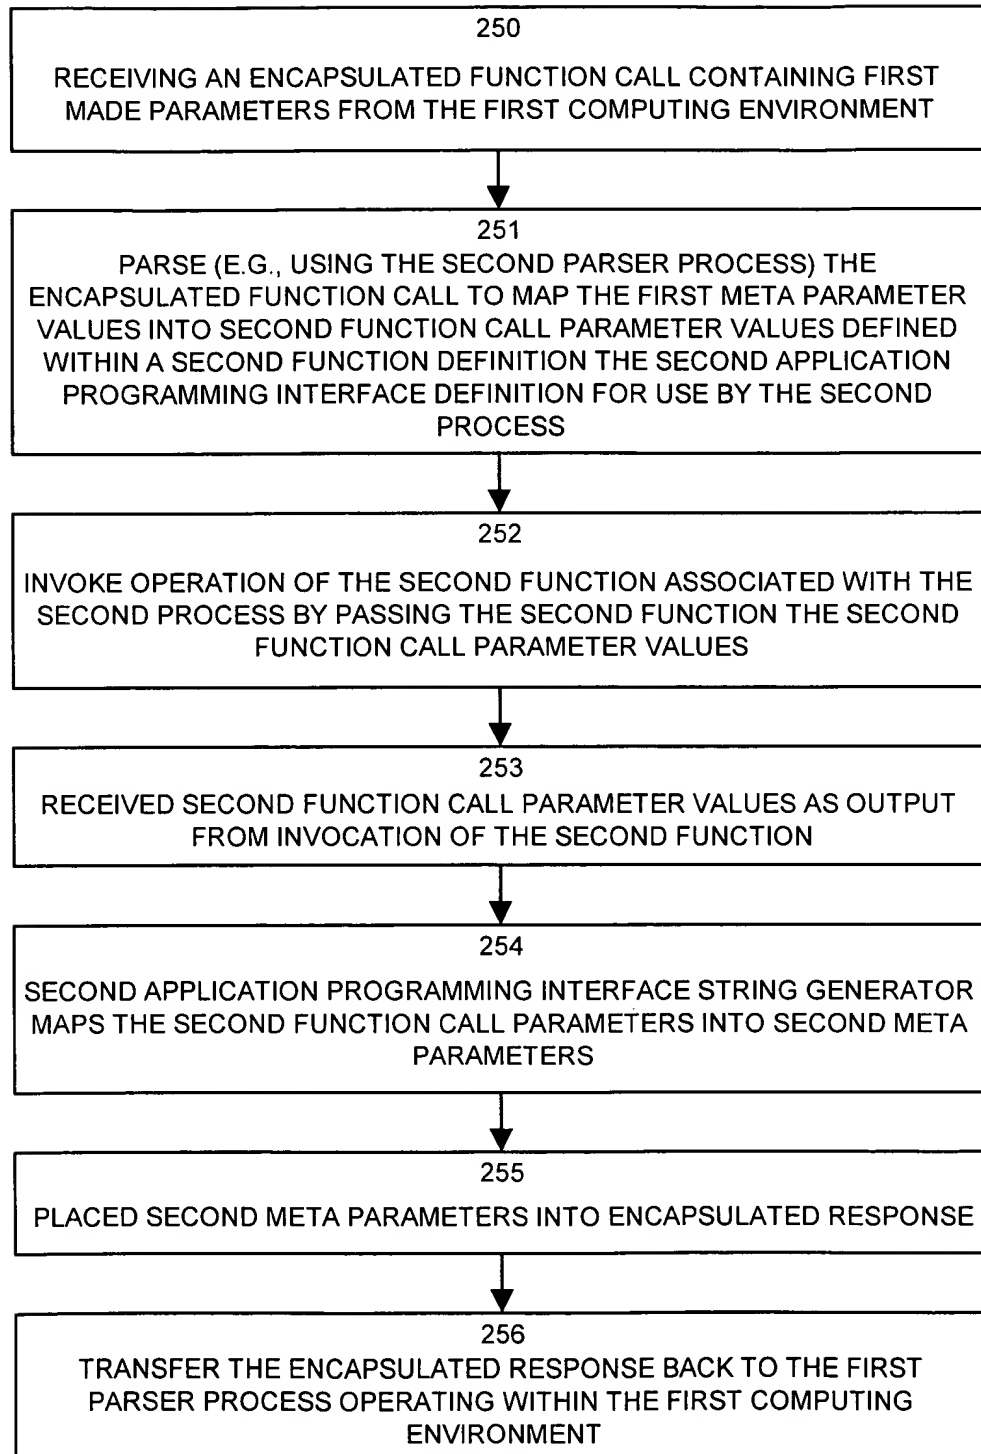 250
RECEIVING AN ENCAPSULATED FUNCTION CALL CONTAINING FIRST
MADE PARAMETERS FROM THE FIRST COMPUTING ENVIRONMENT
251
PARSE (E.G., USING THE SECOND PARSER PROCESS) THE
ENCAPSULATED FUNCTION CALL TO MAP THE FIRST META PARAMETER
VALUES INTO SECOND FUNCTION CALL PARAMETER VALUES DEFINED
WITHIN A SECOND FUNCTION DEFINITION THE SECOND APPLICATION
PROGRAMMING INTERFACE DEFINITION FOR USE BY THE SECOND
PROCESS
252
INVOKE OPERATION OF THE SECOND FUNCTION ASSOCIATED WITH THE
SECOND PROCESS BY PASSING THE SECOND FUNCTION THE SECOND
FUNCTION CALL PARAMETER VALUES
253
RECEIVED SECOND FUNCTION CALL PARAMETER VALUES AS OUTPUT
FROM INVOCATION OF THE SECOND FUNCTION
254
SECOND APPLICATION PROGRAMMING INTERFACE STRING GENERATOR
MAPS THE SECOND FUNCTION CALL PARAMETERS INTO SECOND META
PARAMETERS
255
PLACED SECOND META PARAMETERS INTO ENCAPSULATED RESPONSE
256
TRANSFER THE ENCAPSULATED RESPONSE BACK TO THE FIRST
PARSER PROCESS OPERATING WITHIN THE FIRST COMPUTING
ENVIRONMENT